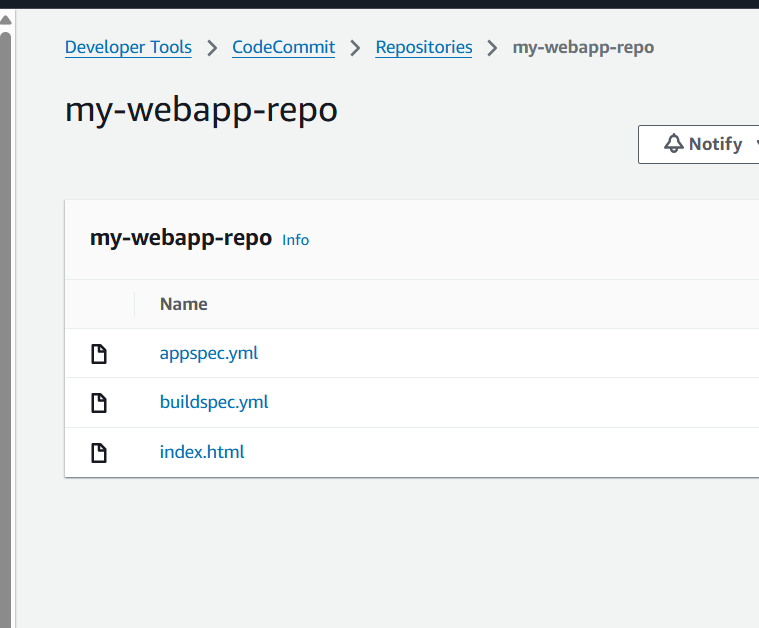 Developer Tools > CodeCommit > Repositories > my-webapp-repo
my-webapp-repo
Notify
my-webapp-repo Info
Name
appspec.yml
buildspec.yml
index.html